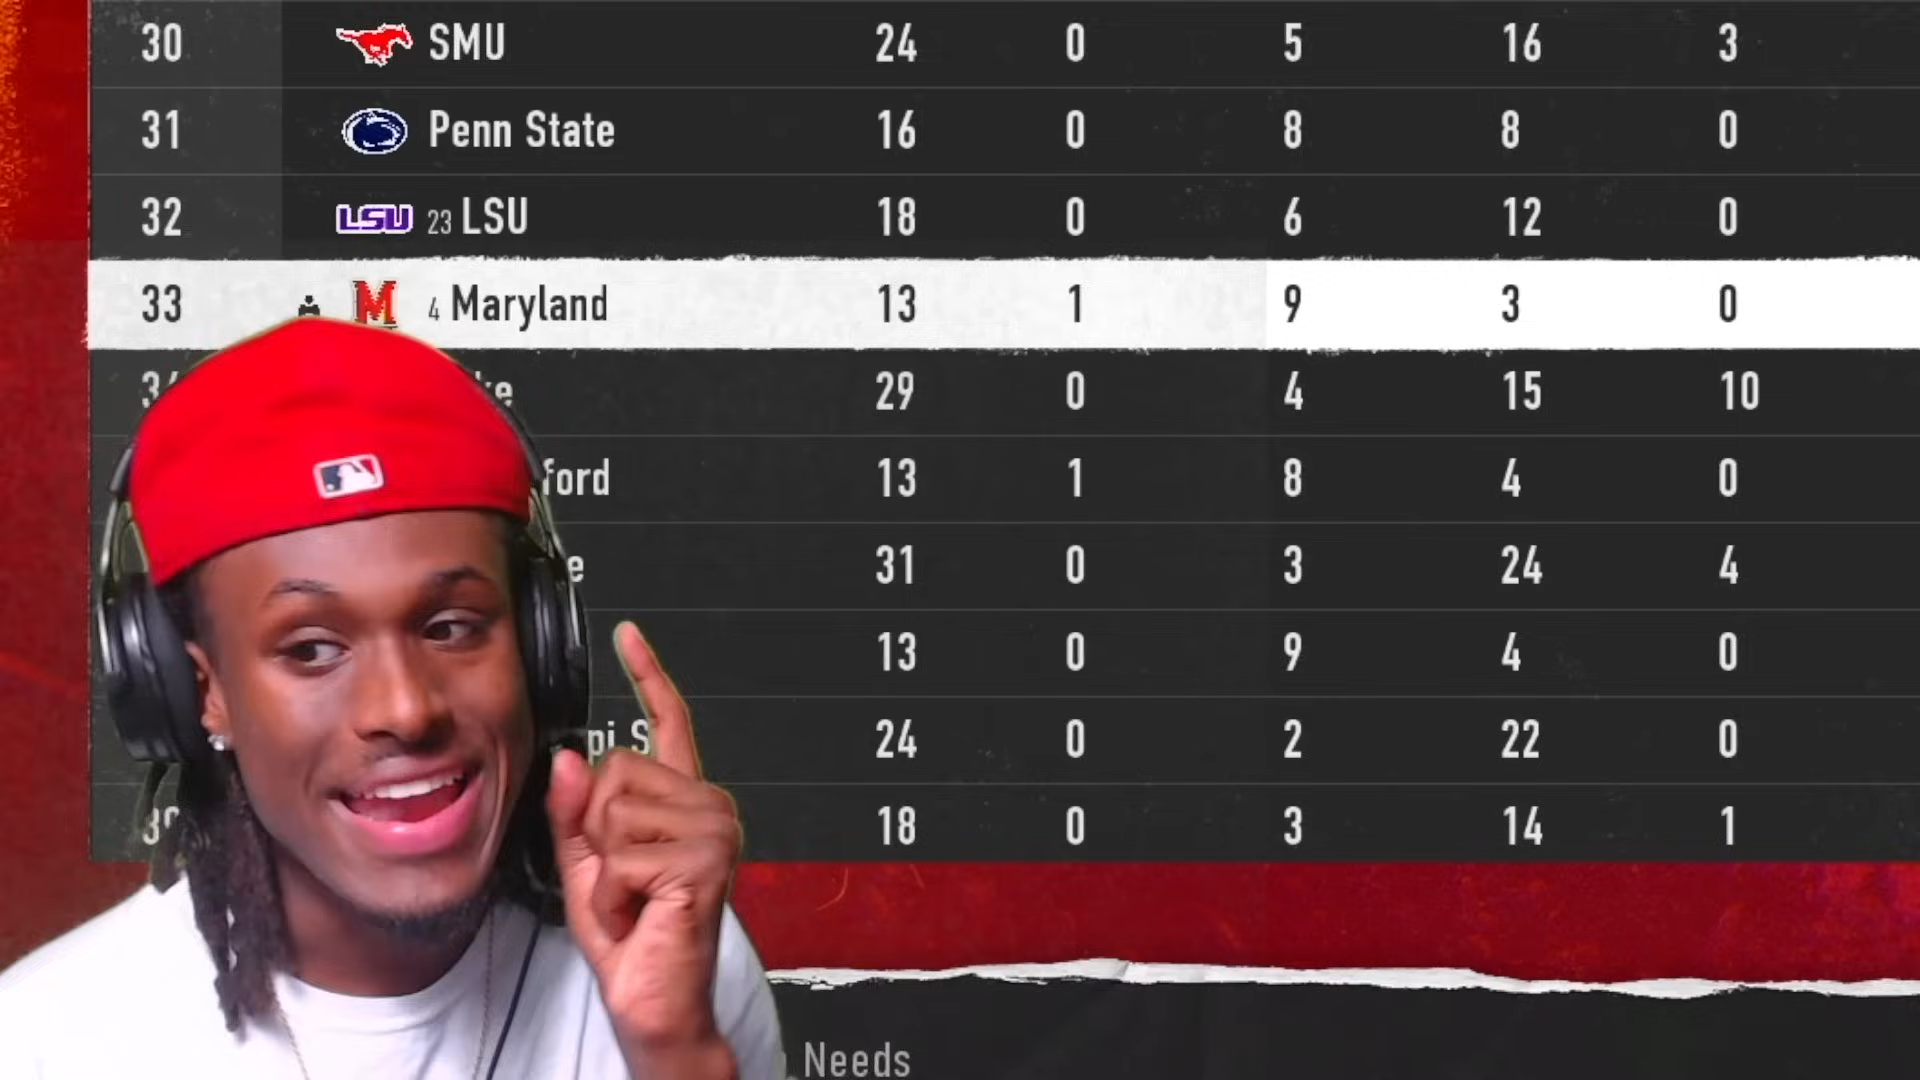 30 SMU 24 0 5 16 3
31 Penn State 16 0 8 8 0
32 LSU 23 LSU 18 0 6 12 0
33 M 4 Maryland 13 1 9 3 0
29 0 4 15 10
ford 13 1 8 4 0
31 0 3 24 4
13 0 9 4 0
pi S 24 0 2 22 0
18 0 3 14 1
Needs